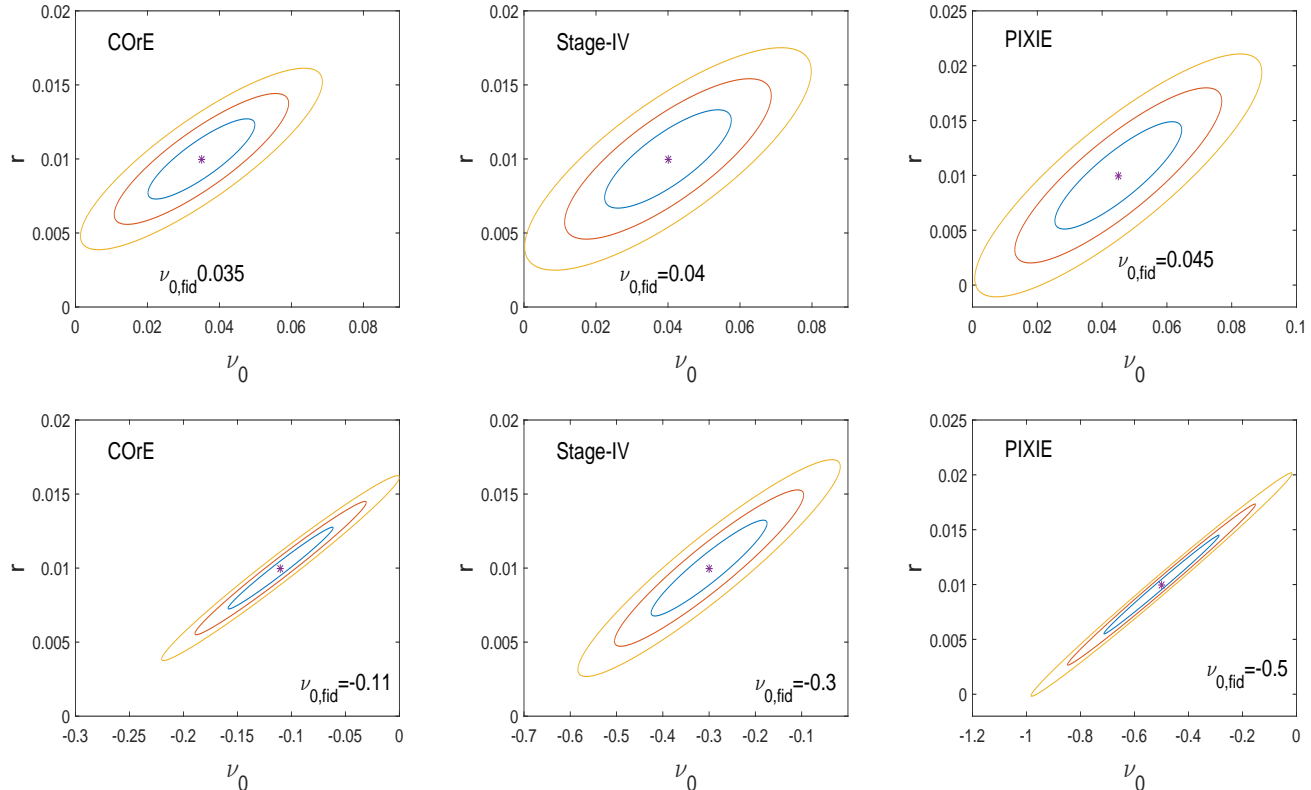 0.02
COrE
0.015
r
0.01
0.005
ν0,fid0.035
0
0 0.02 0.04 0.06 0.08
ν0
0.02
Stage-IV
0.015
r
0.01
0.005
ν0,fid=0.04
0
0 0.02 0.04 0.06 0.08
ν0
0.025
PIXIE
0.02
0.015
r
0.01
0.005
ν0,fid=0.045
0
0 0.02 0.04 0.06 0.08 0.1
ν0
0.02
COrE
0.015
r
0.01
0.005
ν0,fid=-0.11
0
-0.3 -0.25 -0.2 -0.15 -0.1 -0.05 0
ν0
0.02
Stage-IV
0.015
r
0.01
0.005
ν0,fid=-0.3
0
-0.7 -0.6 -0.5 -0.4 -0.3 -0.2 -0.1
ν0
0.025
PIXIE
0.02
0.015
r
0.01
0.005
ν0,fid=-0.5
0
-1.2 -1 -0.8 -0.6 -0.4 -0.2 0
ν0